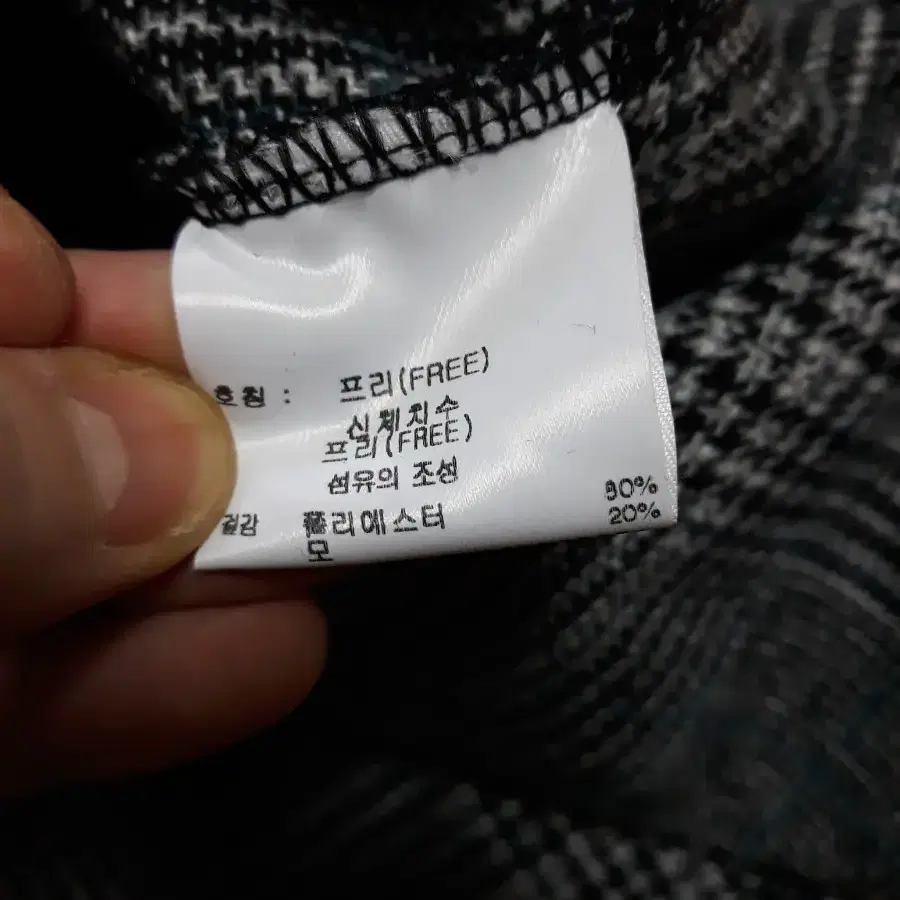 호칭 : 프리(FREE)
신체치수
프리(FREE)
섬유의 조성
겉감 폴리에스터 80%
모 20%